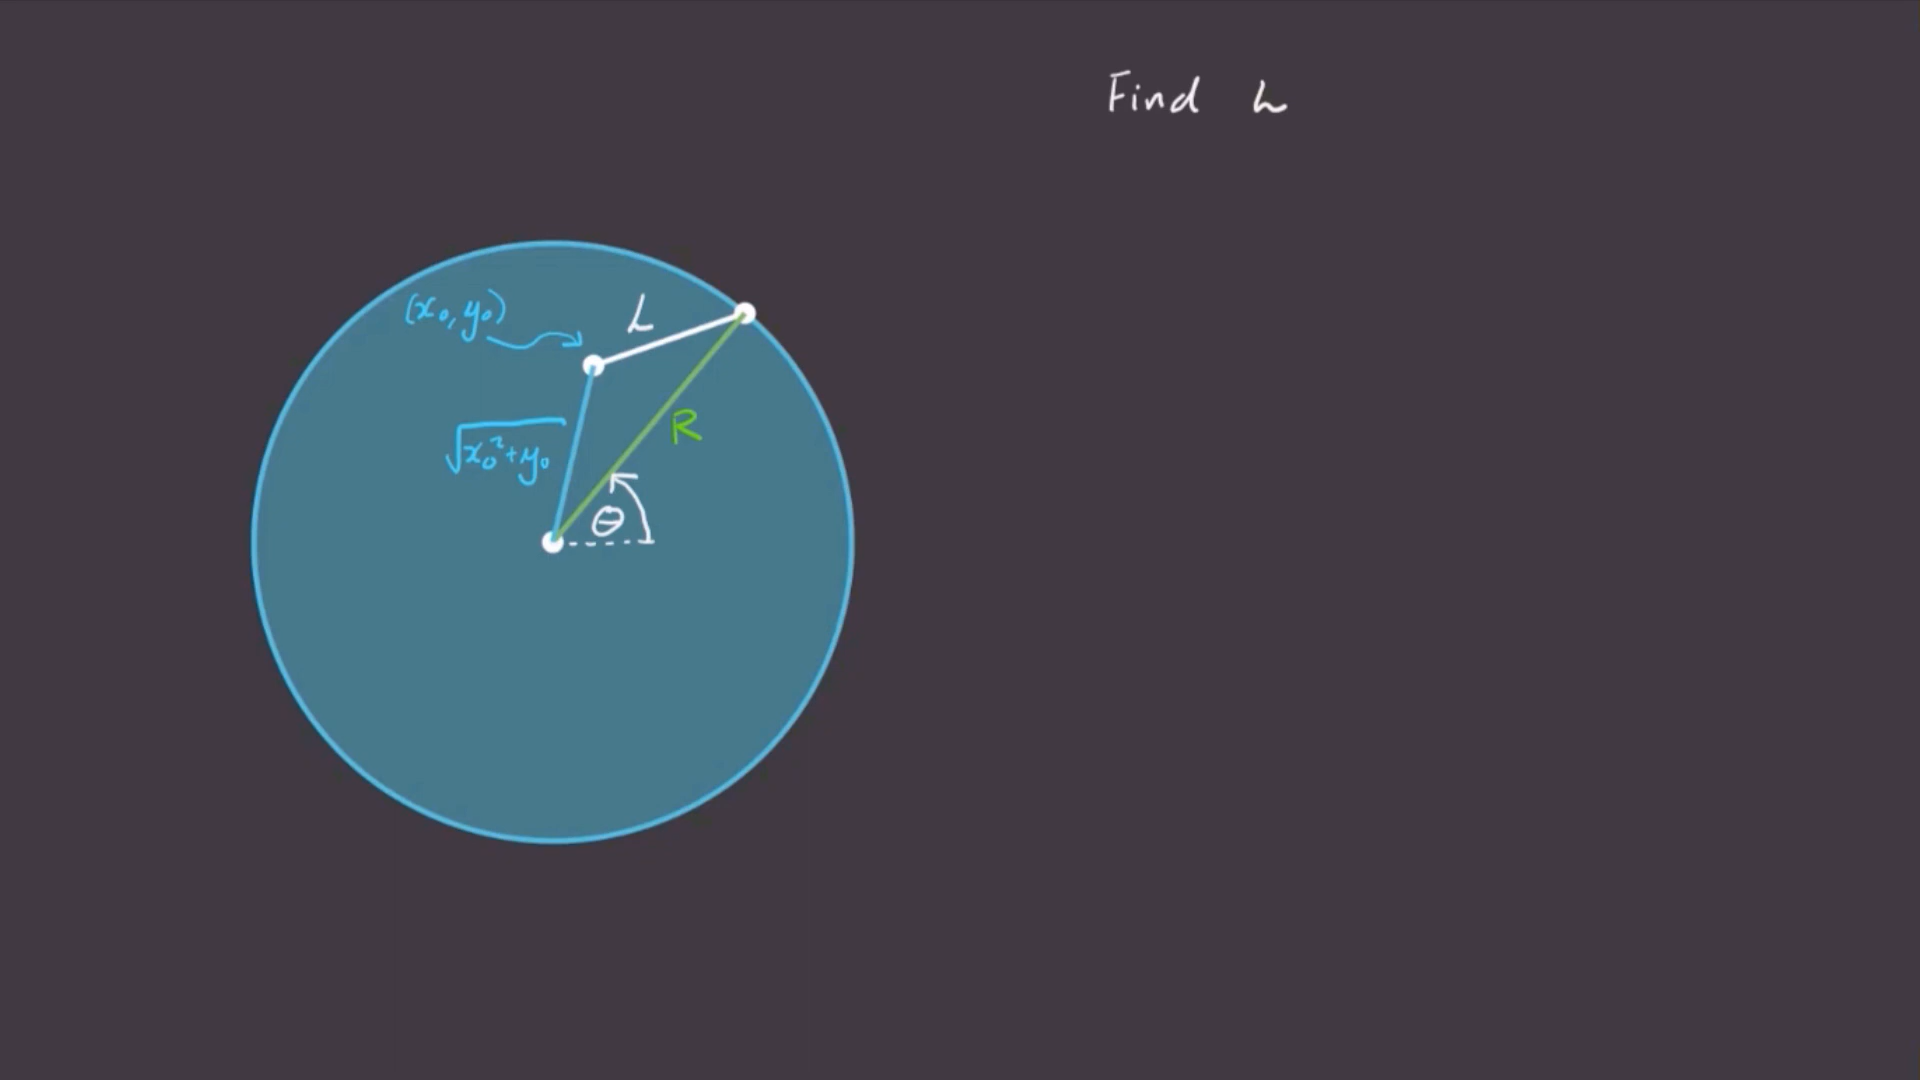 Find L
(x₀, y₀)
L
R
√x₀²+y₀
θ